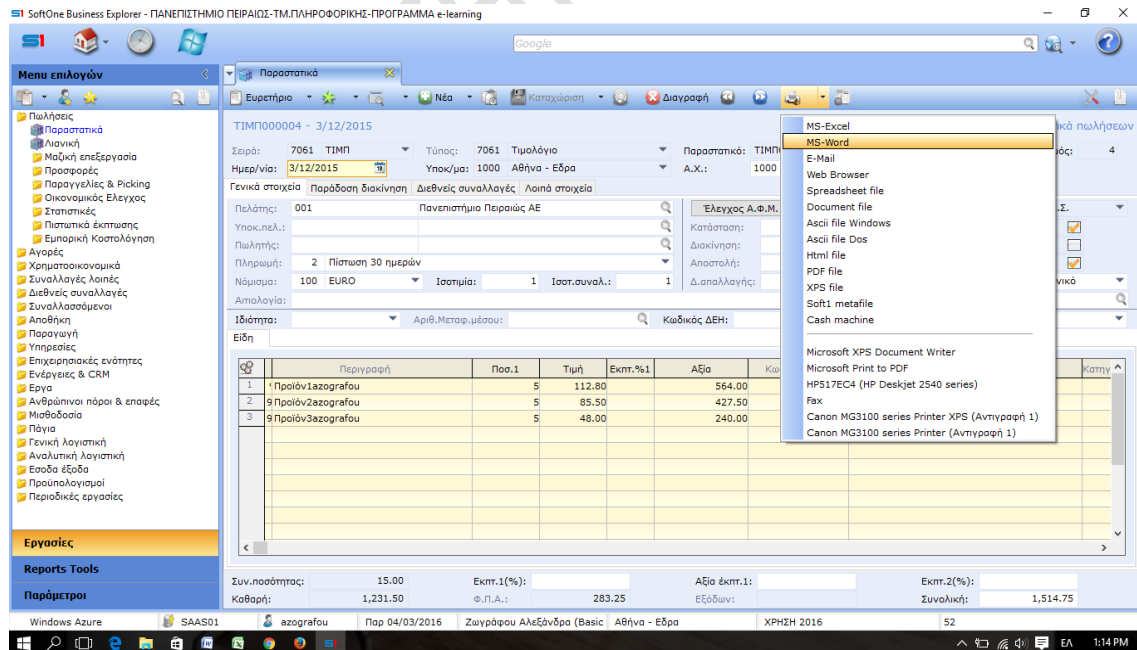 SoftOne Business Explorer - ΠΑΝΕΠΙΣΤΗΜΙΟ ΠΕΙΡΑΙΩΣ-ΤΜ.ΠΛΗΡΟΦΟΡΙΚΗΣ-ΠΡΟΓΡΑΜΜΑ e-learning
Google
Menu επιλογών
Πωλήσεις
Παραστατικά
Λιανική
Μαζική επεξεργασία
Προσφορές
Παραγγελίες & Picking
Οικονομικός Ελεγχος
Στατιστικές
Πιστωτικά έκπτωσης
Εμπορική Κοστολόγηση
Αγορές
Χρηματοοικονομικά
Συναλλαγές λοιπές
Διεθνείς συναλλαγές
Συναλλασσόμενοι
Αποθήκη
Παραγωγή
Υπηρεσίες
Επιχειρησιακές ενότητες
Ενέργειες & CRM
Εργα
Ανθρώπινοι πόροι & επαφές
Μισθοδοσία
Πάγια
Γενική λογιστική
Αναλυτική λογιστική
Εσοδα έξοδα
Προϋπολογισμοί
Περιοδικές εργασίες
Εργασίες
Reports Tools
Παράμετροι
Παραστατικά
Ευρετήριο Νέα Καταχώριση Διαγραφή
ΤΙΜΠ000004 - 3/12/2015
Σειρά: 7061 ΤΙΜΠ Τύπος: 7061 Τιμολόγιο Παραστατικό: 4
Ημερ/νία: 3/12/2015 Υποκ/μα: 1000 Αθήνα - Εδρα Α.Χ.: 1000
Γενικά στοιχεία Παράδοση διακίνηση Διεθνείς συναλλαγές Λοιπά στοιχεία
Πελάτης: 001 Πανεπιστήμιο Πειραιώς ΑΕ Έλεγχος Α.Φ.Μ.
Υποκ.πελ.: Κατάσταση:
Πωλητής: Διακίνηση:
Πληρωμή: 2 Πίστωση 30 ημερών Αποστολή:
Νόμισμα: 100 EURO Ισοτιμία: 1 Ισοτ.συναλ.: 1 Δ.απαλλαγής:
Αιτιολογία:
Ιδιότητα: Αριθ.Μεταφ.μέσου: Κωδικός ΔΕΗ:
Είδη
Περιγραφή Ποσ.1 Τιμή Εκπτ.%1 Αξία
1 Προϊόν1azografou 5 112.80 564.00
2 9 Προϊόν2azografou 5 85.50 427.50
3 9 Προϊόν3azografou 5 48.00 240.00
MS-Excel
MS-Word
E-Mail
Web Browser
Spreadsheet file
Document file
Ascii file Windows
Ascii file Dos
Html file
PDF file
XPS file
Soft1 metafile
Cash machine
Microsoft XPS Document Writer
Microsoft Print to PDF
HP517EC4 (HP Deskjet 2540 series)
Fax
Canon MG3100 series Printer XPS (Αντιγραφή 1)
Canon MG3100 series Printer (Αντιγραφή 1)
Συν.ποσότητας: 15.00 Εκπτ.1(%): Αξία έκπτ.1: Εκπτ.2(%):
Καθαρή: 1,231.50 Φ.Π.Α.: 283.25 Εξόδων: Συνολική: 1,514.75
Windows Azure SAAS01 azografou Παρ 04/03/2016 Ζωγράφου Αλεξάνδρα (Basic Αθήνα - Εδρα ΧΡΗΣΗ 2016 52
ΕΛ 1:14 PM